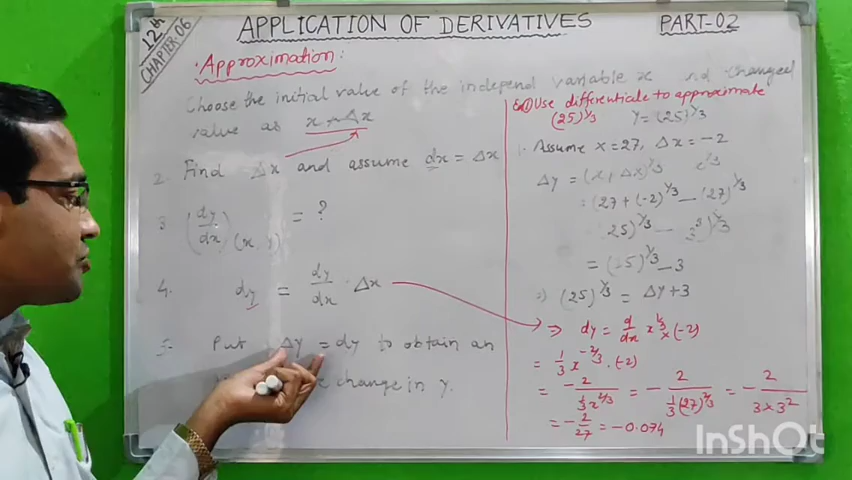 12th
CHAPTER-06
APPLICATION OF DERIVATIVES PART-02
Approximation:
Choose the initial value of the independ variable x nd changed
value as x + Δx
2. Find Δx and assume dx = Δx
3 (dy/dx)(x ) = ?
4. dy = dy/dx · Δx
Put Δy = dy to obtain an
change in y.
Ex① Use differentials to approximate
(25)^1/3 y = (25)^1/3
1. Assume x = 27, Δx = -2
Δy = (x + Δx)^1/3 x^1/3
= (27 + (-2)^1/3 - (27)^1/3
25)^1/3
= (25)^1/3 - 3
(25)^1/3 = Δy + 3
⇒ dy = d/dx x^1/3 × (-2)
= 1/3 x^-2/3 . (-2)
= - 2/(1/3 x^2/3) = - 2/(1/3 (27)^2/3) = - 2/(3 × 3^2)
= - 2/27 = -0.074
InShOt